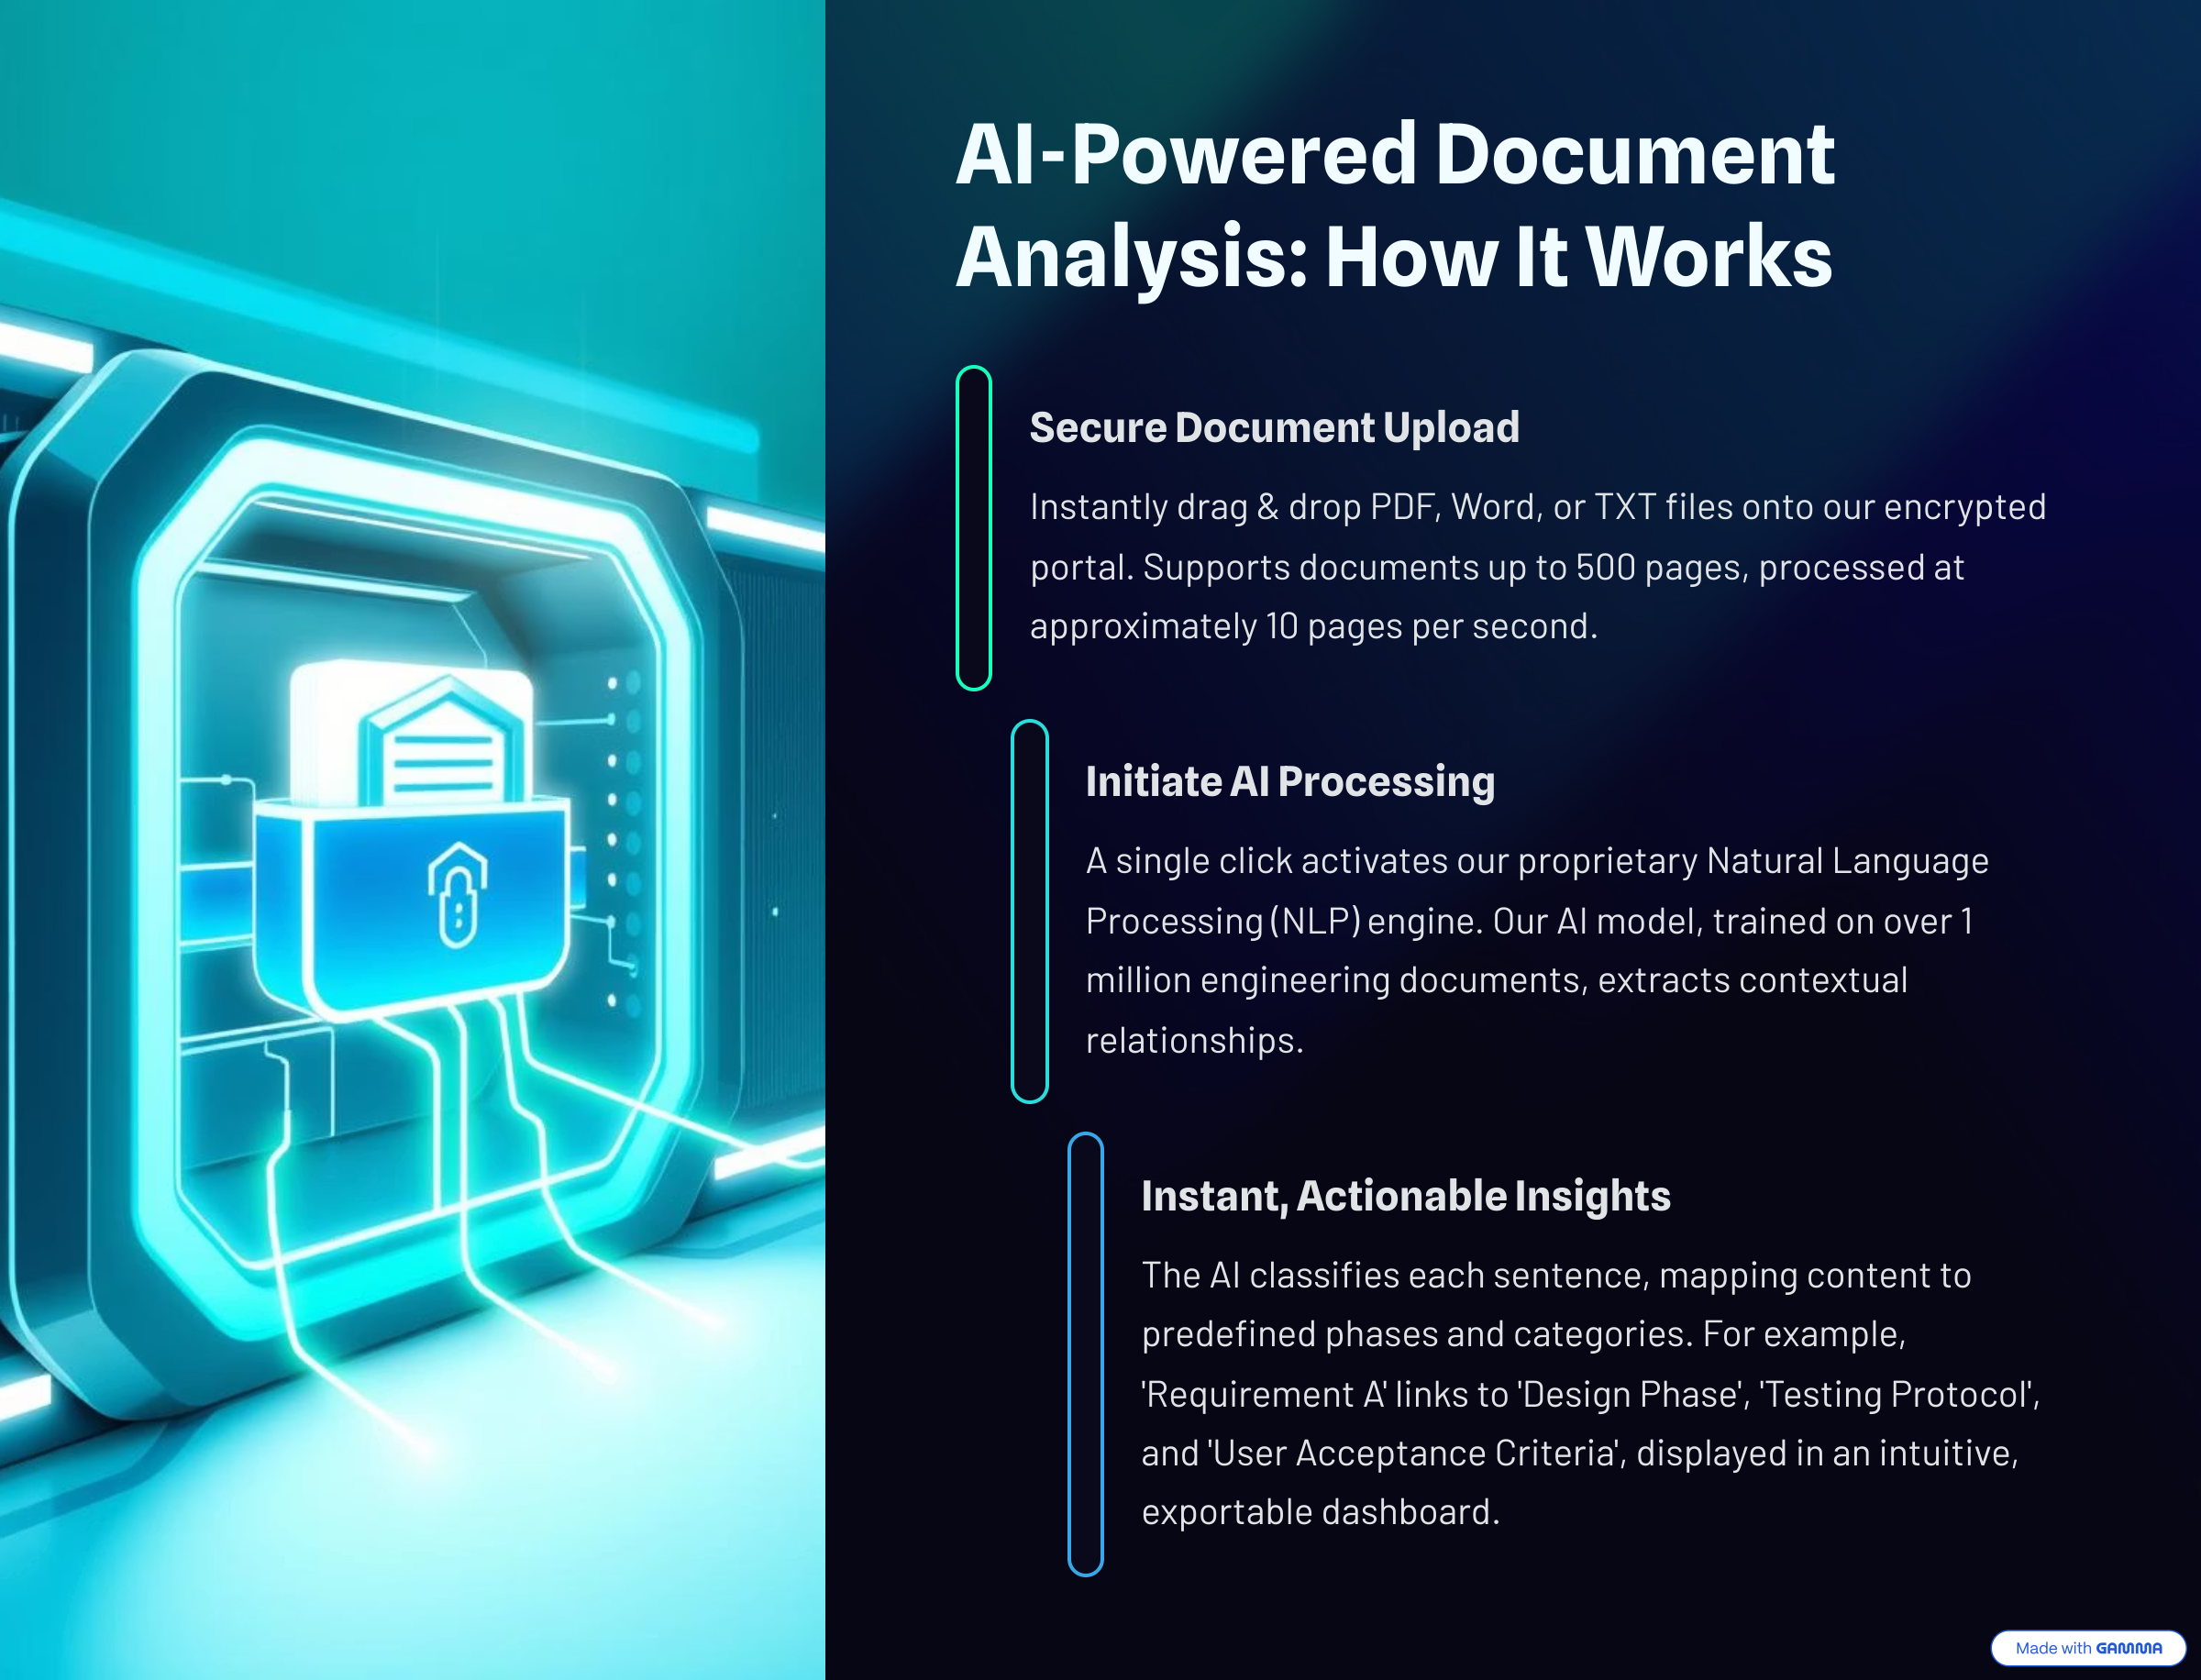 AI-Powered Document
Analysis: How It Works
Secure Document Upload
Instantly drag & drop PDF, Word, or TXT files onto our encrypted
portal. Supports documents up to 500 pages, processed at
approximately 10 pages per second.
Initiate AI Processing
A single click activates our proprietary Natural Language
Processing (NLP) engine. Our AI model, trained on over 1
million engineering documents, extracts contextual
relationships.
Instant, Actionable Insights
The AI classifies each sentence, mapping content to
predefined phases and categories. For example,
'Requirement A' links to 'Design Phase', 'Testing Protocol',
and 'User Acceptance Criteria', displayed in an intuitive,
exportable dashboard.
Made with GAMMA